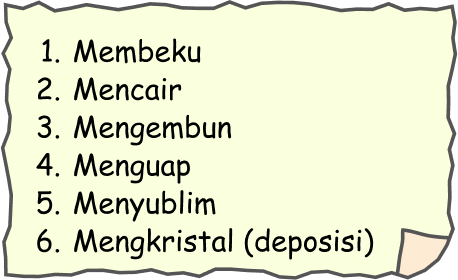 1. Membeku
2. Mencair
3. Mengembun
4. Menguap
5. Menyublim
6. Mengkristal (deposisi)